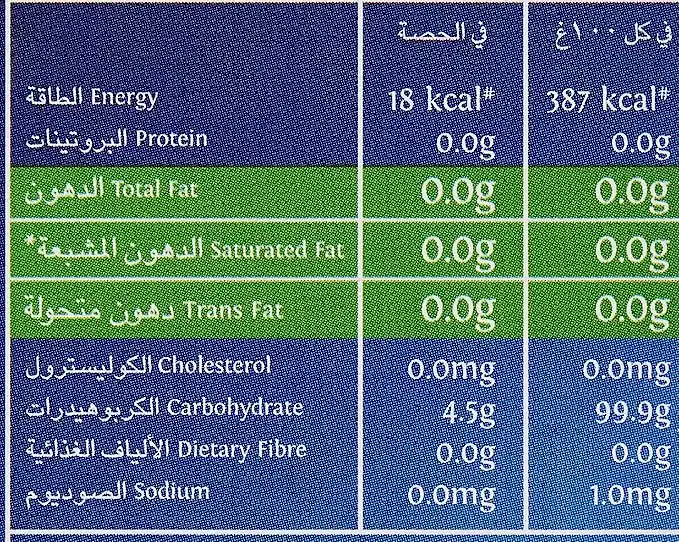 في الحصة في كل ١٠٠غ
الطاقة Energy 18 kcal# 387 kcal#
البروتينات Protein 0.0g 0.0g
الدهون Total Fat 0.0g 0.0g
الدهون المشبعة* Saturated Fat 0.0g 0.0g
دهون متحولة Trans Fat 0.0g 0.0g
الكوليسترول Cholesterol 0.0mg 0.0mg
الكربوهيدرات Carbohydrate 4.5g 99.9g
الألياف الغذائية Dietary Fibre 0.0g 0.0g
الصوديوم Sodium 0.0mg 1.0mg